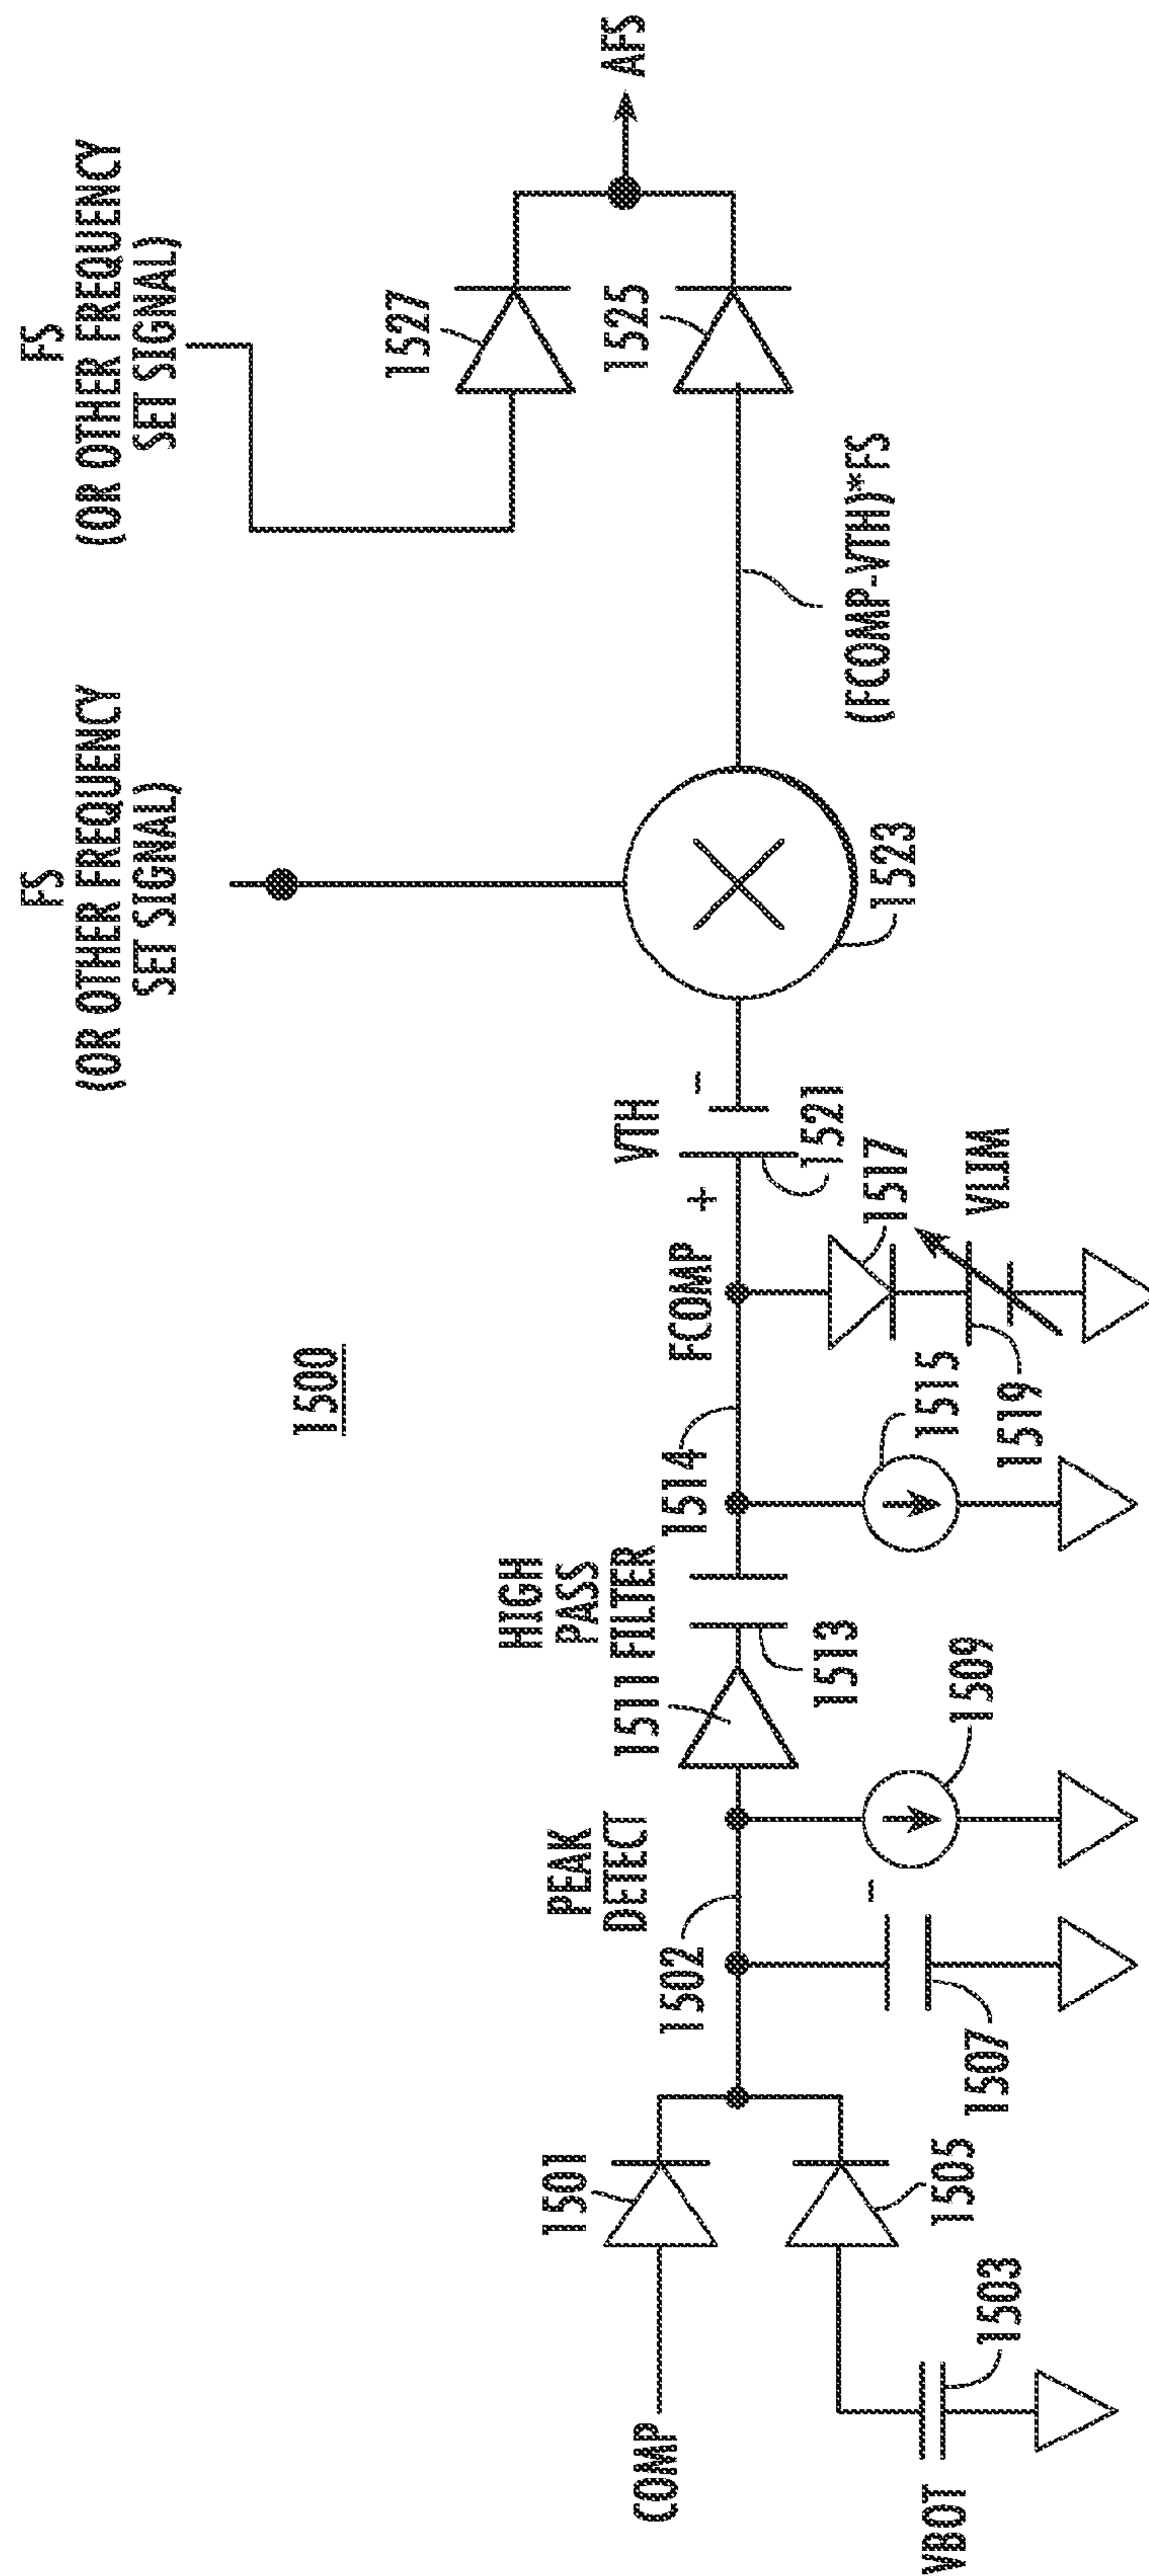 1500
FS
(OR OTHER FREQUENCY
SET SIGNAL)
FS
(OR OTHER FREQUENCY
SET SIGNAL)
HIGH
PASS
FILTER
PEAK
DETECT
COMP
1501
1502
1511
1514
FCOMP
VTH
+
-
1527
1525
AFS
VBOT
1503
1505
1507
-
1509
1513
1515
1519
1517
VLIM
1521
1523
(FCOMP-VTH)*FS